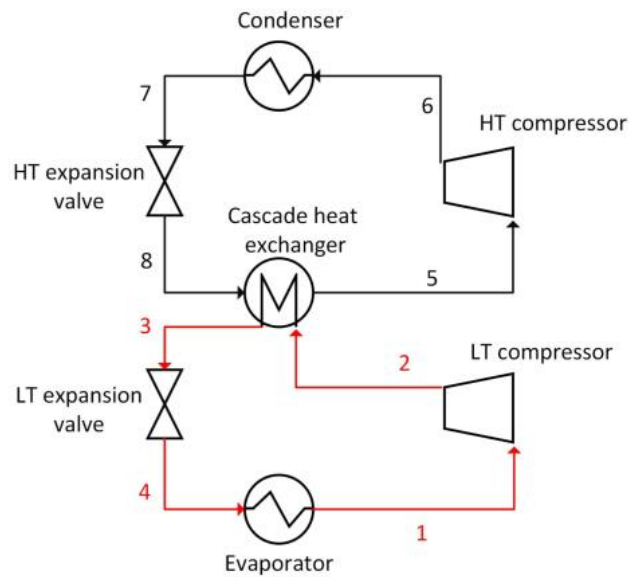 Condenser
7
6
HT compressor
HT expansion
valve
Cascade heat
exchanger
8
5
3
LT compressor
2
LT expansion
valve
4
1
Evaporator